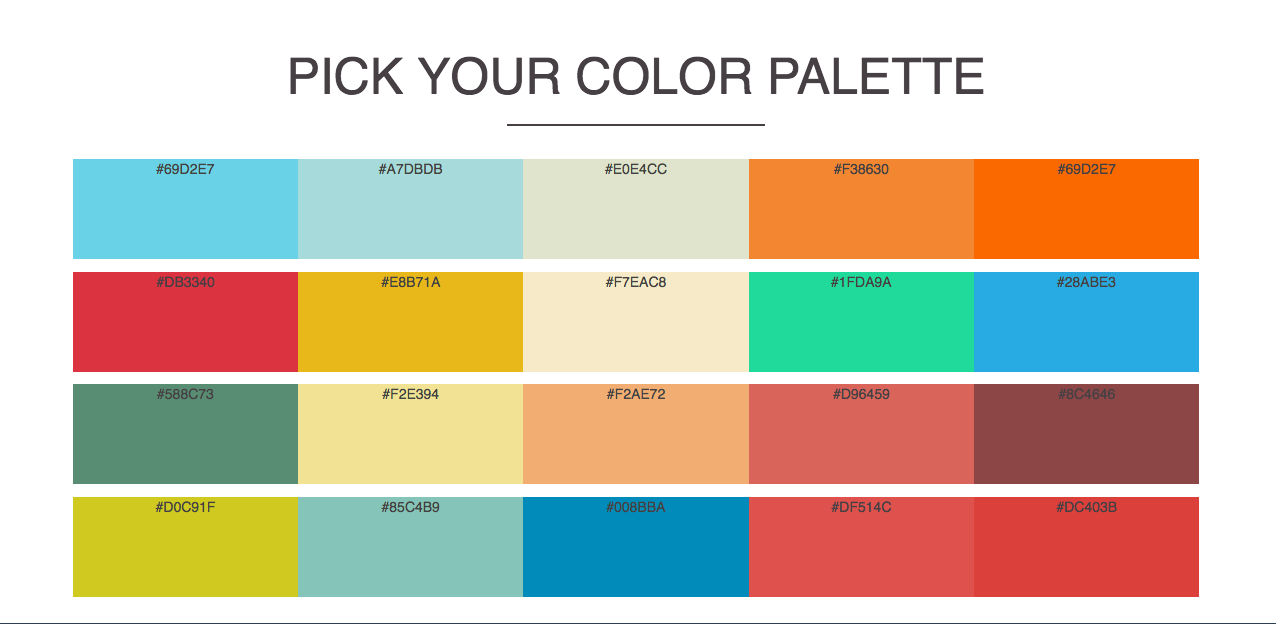 PICK YOUR COLOR PALETTE
#69D2E7 #A7DBDB #E0E4CC #F38630 #69D2E7
#DB3340 #E8B71A #F7EAC8 #1FDA9A #28ABE3
#588C73 #F2E394 #F2AE72 #D96459 #8C4646
#D0C91F #85C4B9 #008BBA #DF514C #DC403B